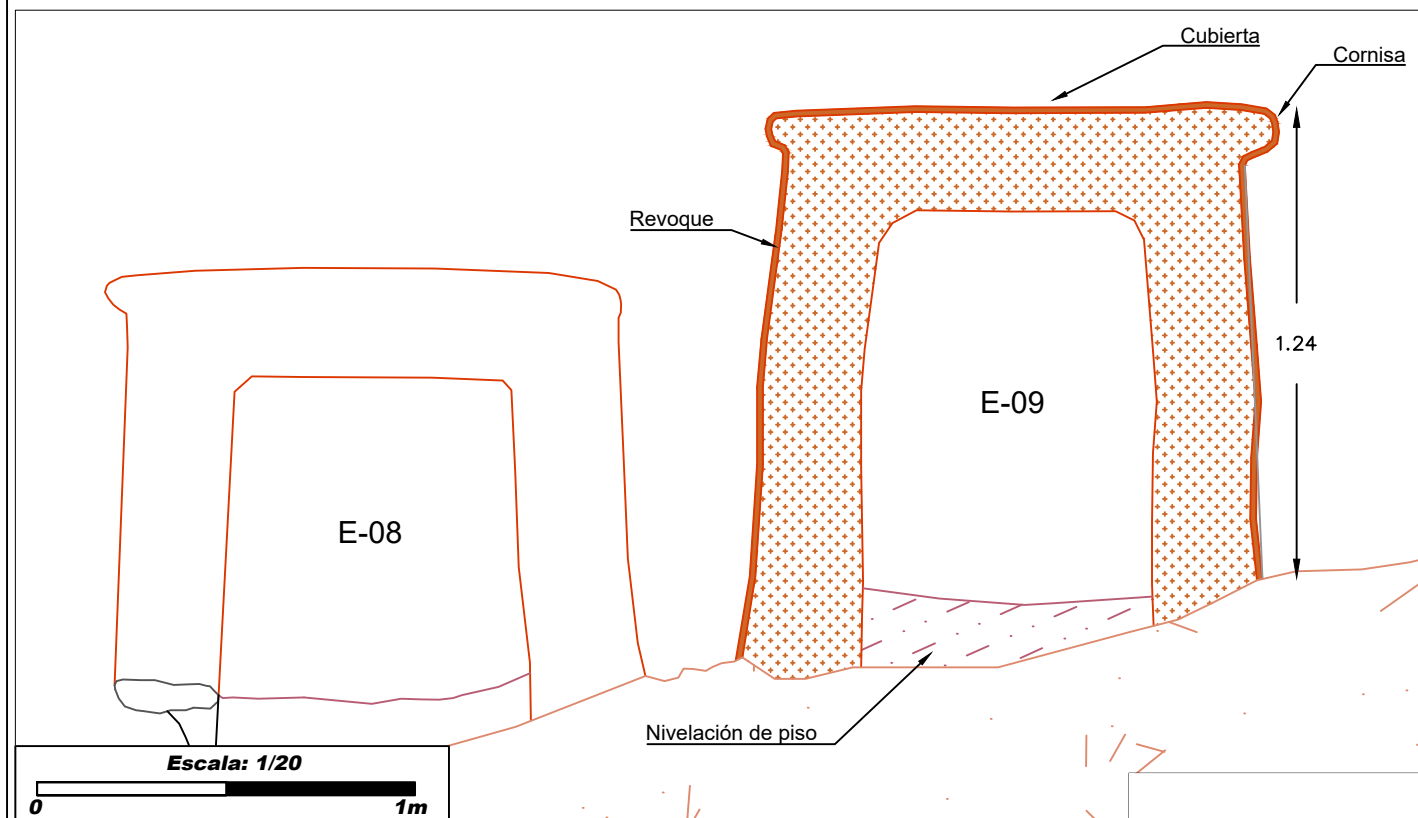 Cubierta
Cornisa
Revoque
1.24
E-09
E-08
Nivelación de piso
Escala: 1/20
0 1m